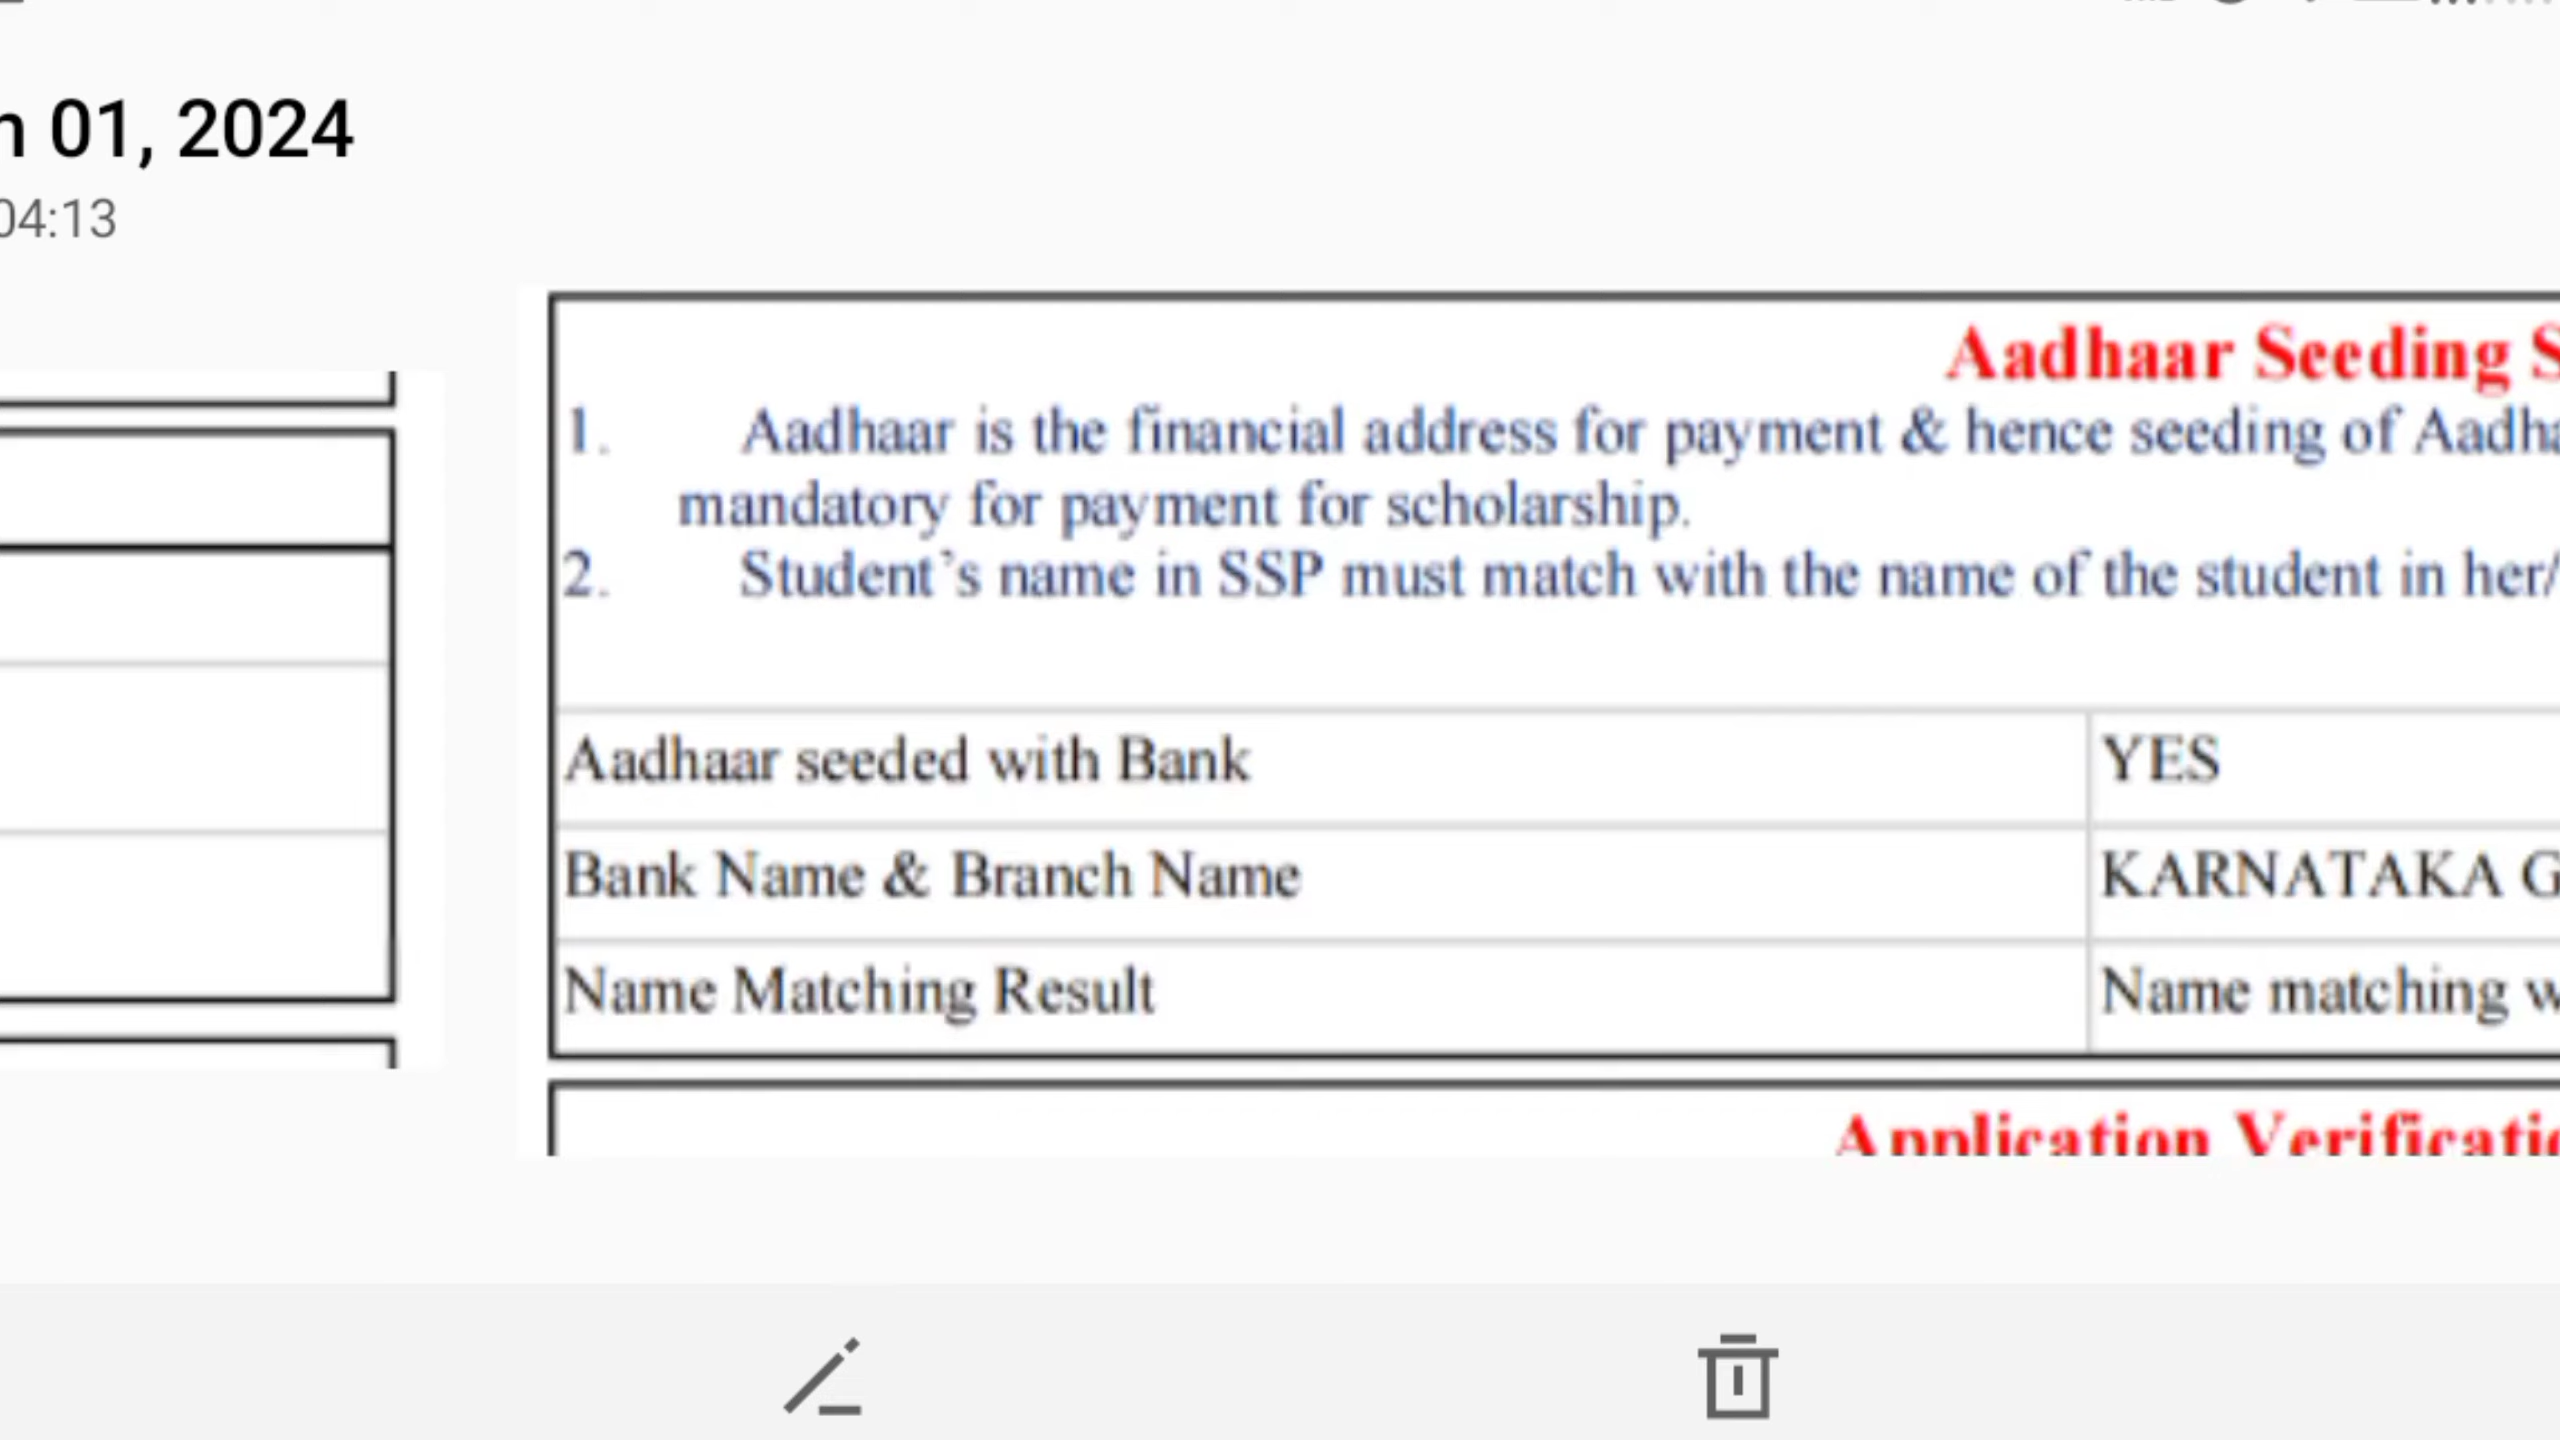 01, 2024
04:13
Aadhaar Seeding
1. Aadhaar is the financial address for payment & hence seeding of
mandatory for payment for scholarship.
2. Student's name in SSP must match with the name of the student in her/
Aadhaar seeded with Bank YES
Bank Name & Branch Name KARNATAKA G
Name Matching Result Name matching
Application